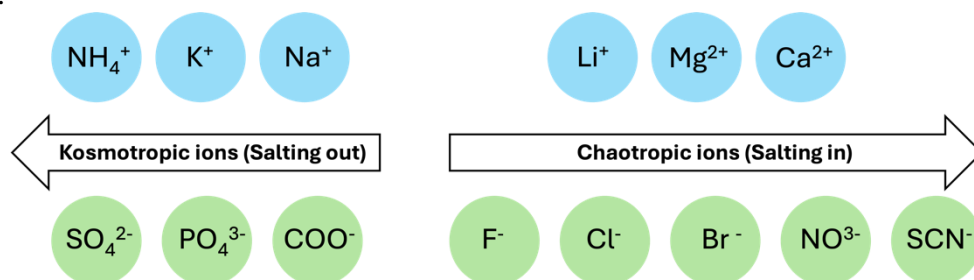 NH₄⁺ K⁺ Na⁺ Li⁺ Mg²⁺ Ca²⁺
Kosmotropic ions (Salting out) Chaotropic ions (Salting in)
SO₄²⁻ PO₄³⁻ COO⁻ F⁻ Cl⁻ Br ⁻ NO³⁻ SCN⁻